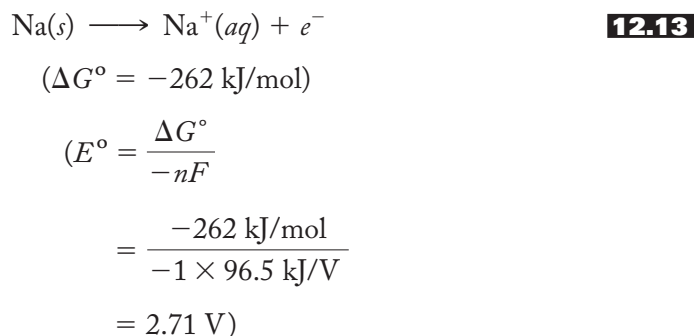 Na(s) ⟶ Na⁺(aq) + e⁻ 12.13
(ΔG° = −262 kJ/mol)
(E° = ΔG° / −nF
= −262 kJ/mol / −1 × 96.5 kJ/V
= 2.71 V)